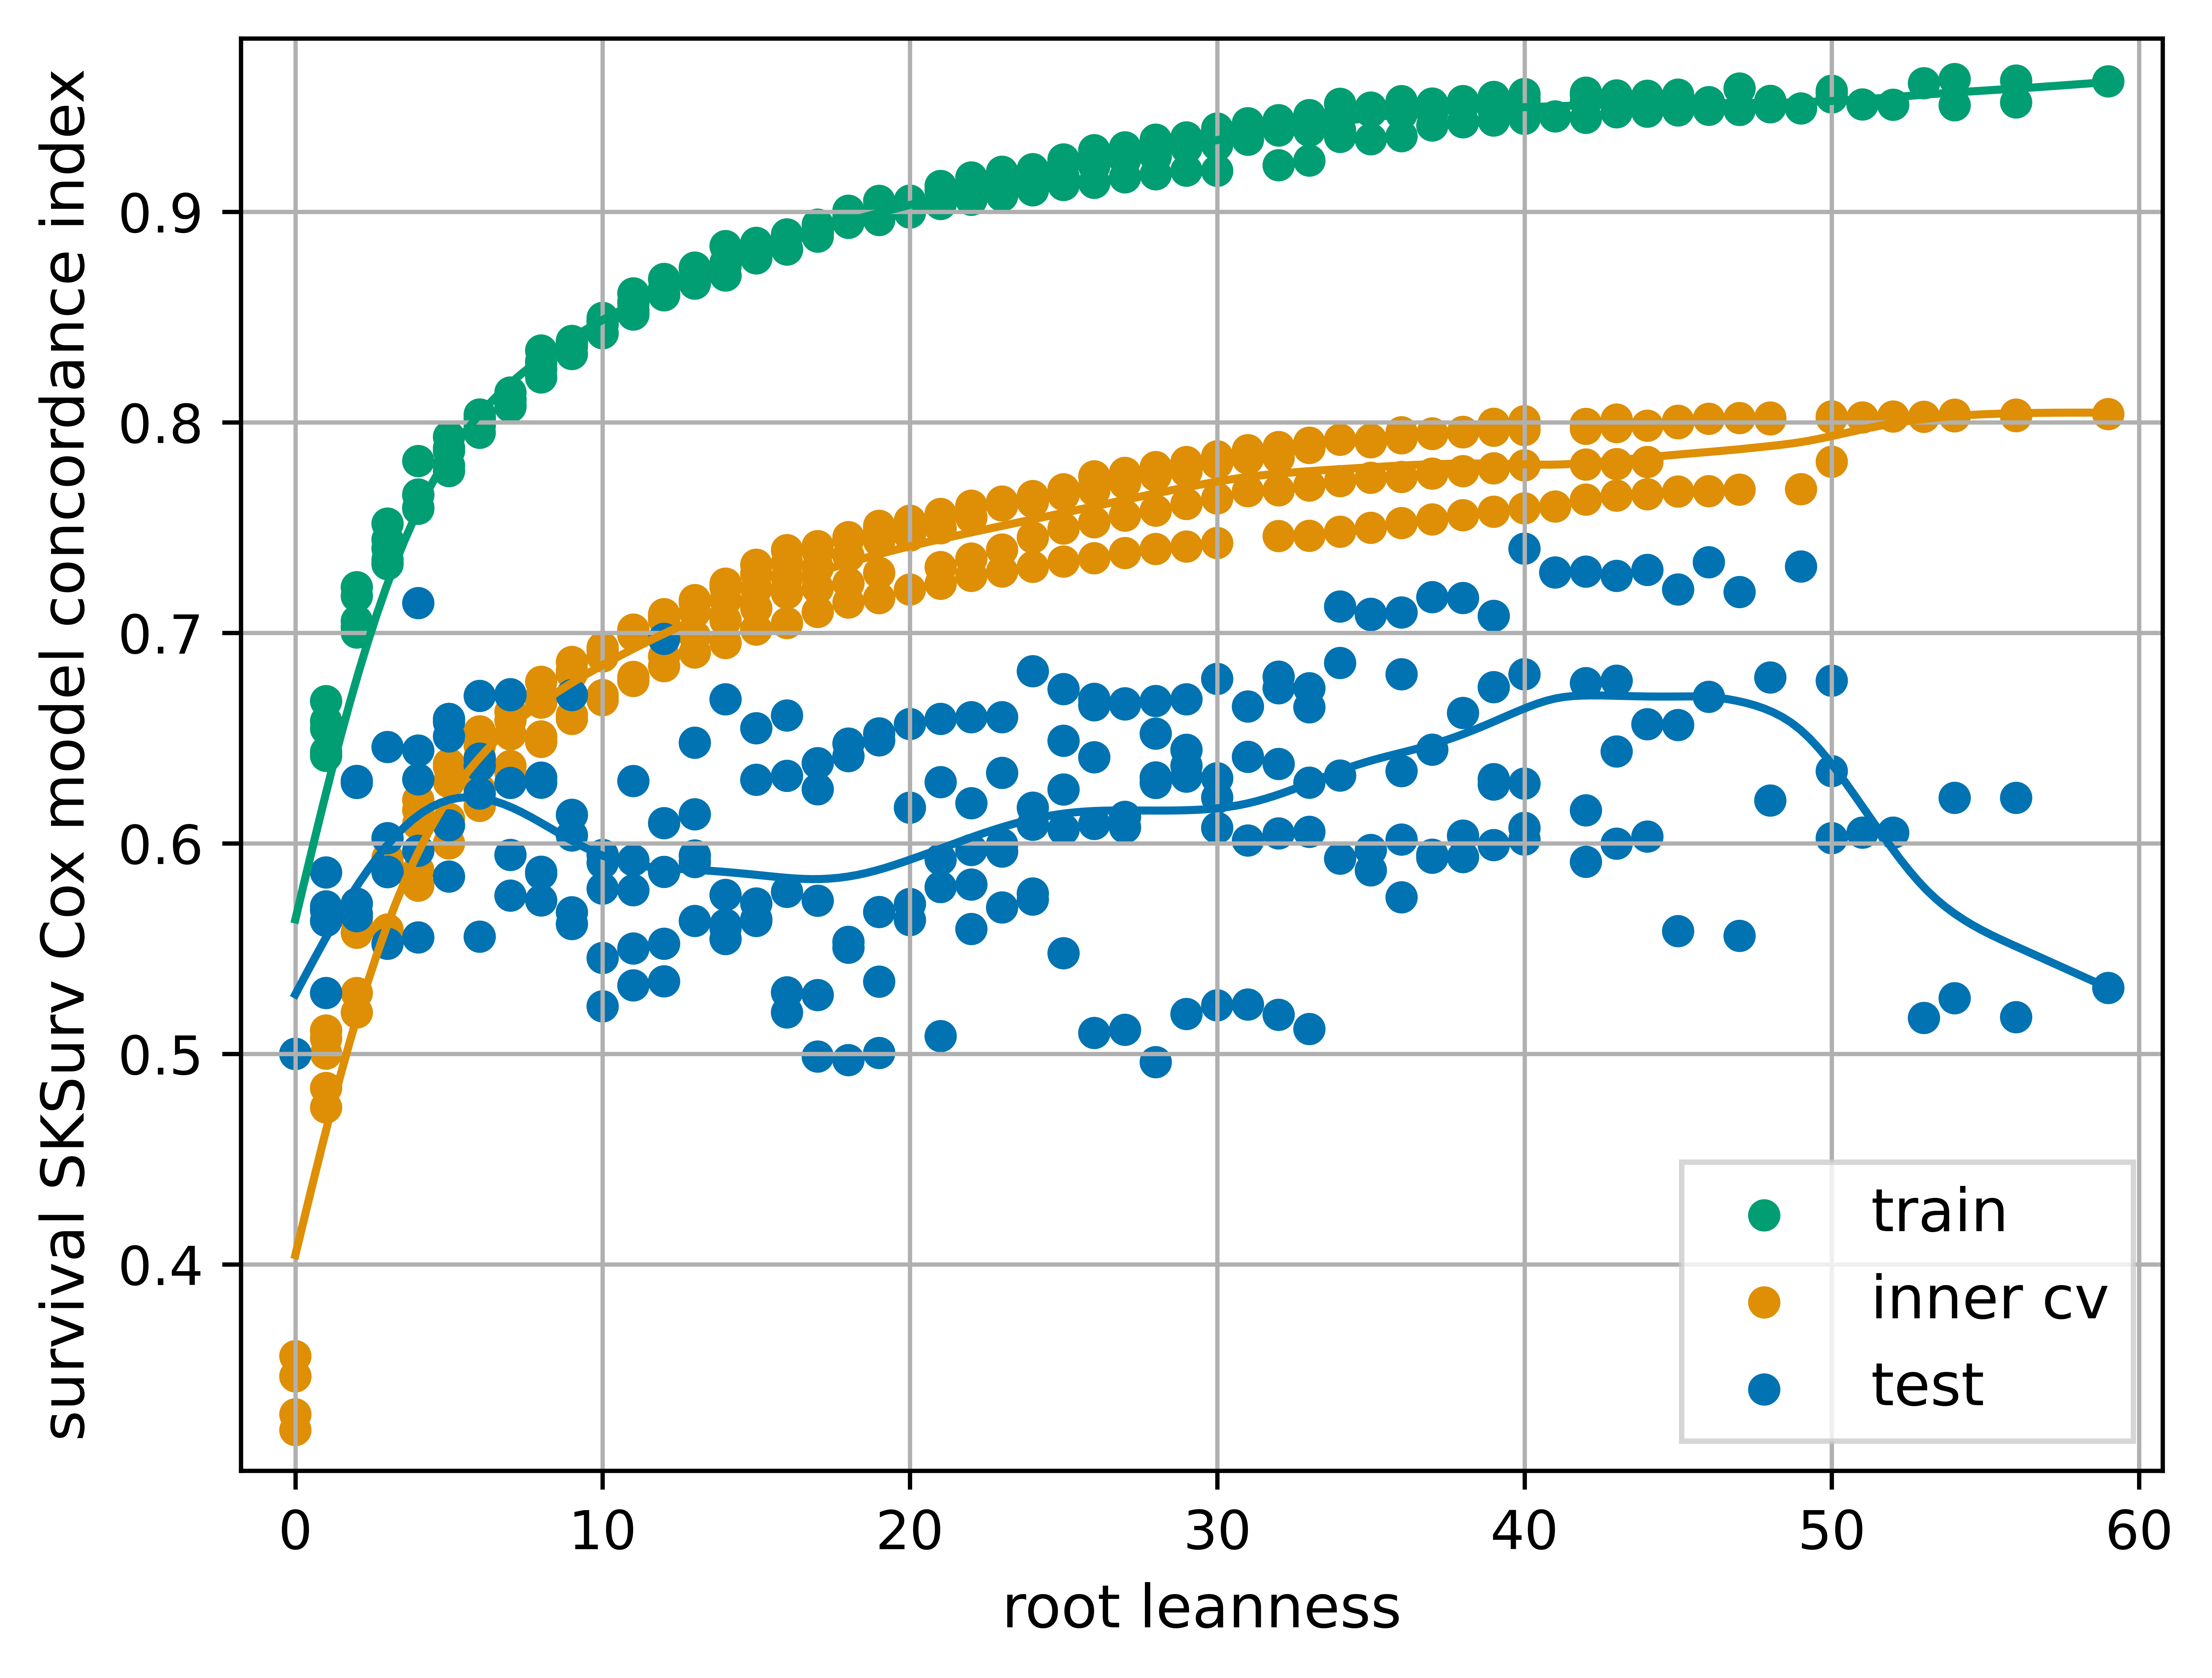 survival SKSurv Cox model concordance index
0.9
0.8
0.7
0.6
0.5
0.4
train
inner cv
test
0 10 20 30 40 50 60
root leanness